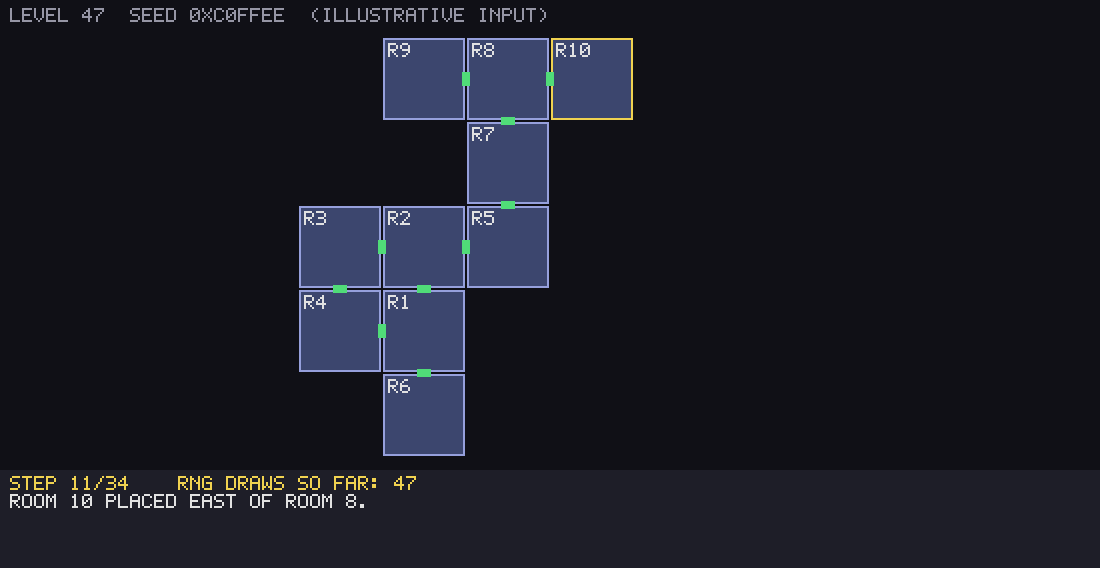 LEVEL 47  SEED 0XC0FFEE  (ILLUSTRATIVE INPUT)
R9 R8 R10
R7
R3 R2 R5
R4 R1
R6
STEP 11/34    RNG DRAWS SO FAR: 47
ROOM 10 PLACED EAST OF ROOM 8.